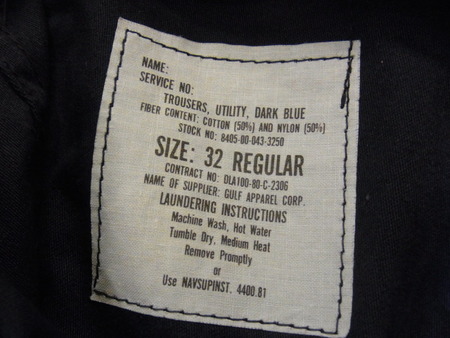 NAME:
SERVICE NO:
TROUSERS, UTILITY, DARK BLUE
FIBER CONTENT: COTTON (50%) AND NYLON (50%)
STOCK NO: 8405-00-043-3250
SIZE: 32 REGULAR
CONTRACT NO: DLA100-80-C-2306
NAME OF SUPPLIER: GULF APPAREL CORP.
LAUNDERING INSTRUCTIONS
Machine Wash, Hot Water
Tumble Dry, Medium Heat
Remove Promptly
or
Use NAVSUPINST. 4400.81